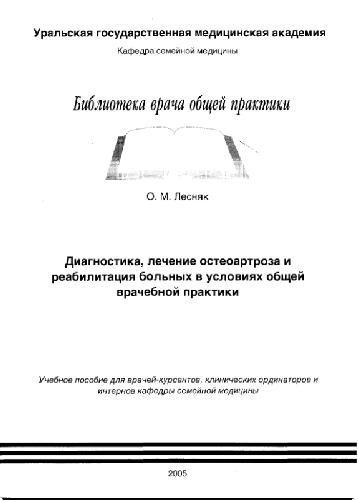 Уральская государственная медицинская академия
Кафедра семейной медицины
Библиотека врача общей практики
О. М. Лесняк
Диагностика, лечение остеоартроза и
реабилитация больных в условиях общей
врачебной практики
Учебное пособие для врачей-курсантов, клинических ординаторов и
интернов кафедры семейной медицины
2005